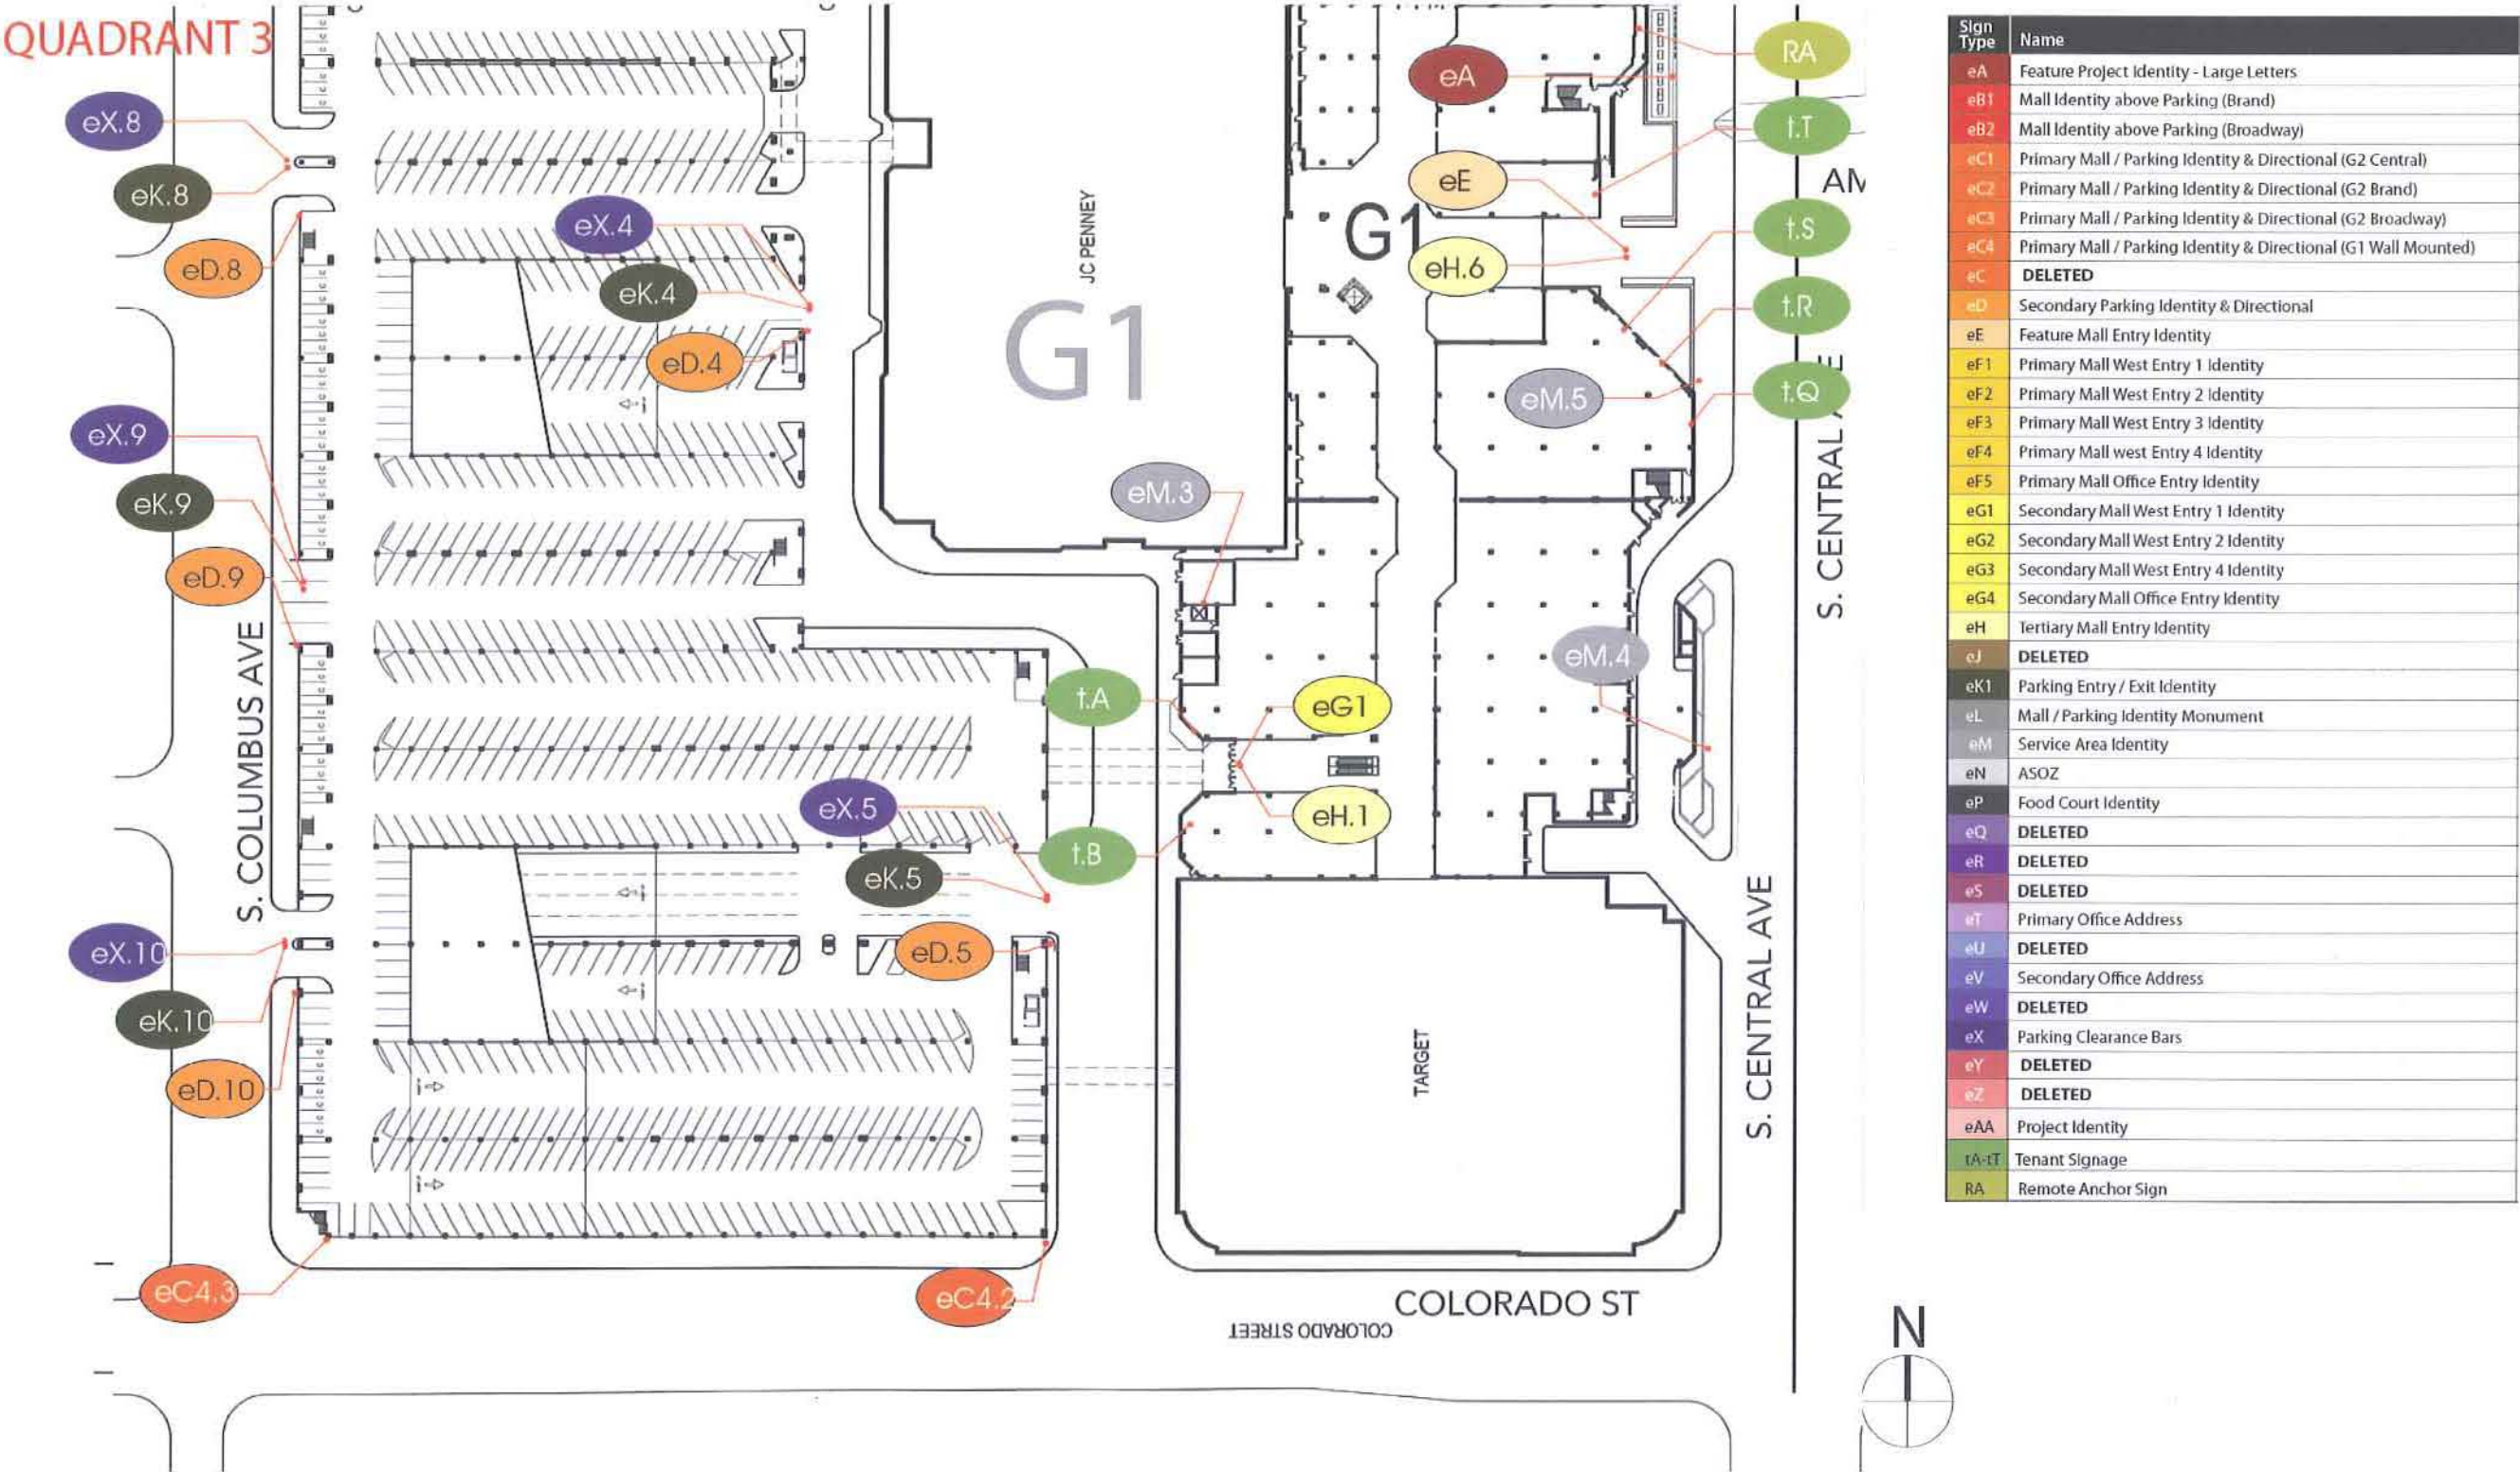 QUADRANT 3
eX.8
eK.8
eD.8
eX.4
eK.4
eD.4
eX.9
eK.9
eD.9
S. COLUMBUS AVE
eX.10
eK.10
eD.10
eC4.3
eC4.2
eX.5
eK.5
eD.5
t.A
t.B
JC PENNEY
G1
G1
eA
eE
eH.6
eM.5
eM.3
eM.4
eG1
eH.1
TARGET
RA
t.T
AM
t.S
t.R
t.Q
S. CENTRAL AVE
S. CENTRAL AVE
COLORADO ST
COLORADO STREET
N
Sign Type Name
eA Feature Project Identity - Large Letters
eB1 Mall Identity above Parking (Brand)
eB2 Mall Identity above Parking (Broadway)
eC1 Primary Mall / Parking Identity & Directional (G2 Central)
eC2 Primary Mall / Parking Identity & Directional (G2 Brand)
eC3 Primary Mall / Parking Identity & Directional (G2 Broadway)
eC4 Primary Mall / Parking Identity & Directional (G1 Wall Mounted)
eC DELETED
eD Secondary Parking Identity & Directional
eE Feature Mall Entry Identity
eF1 Primary Mall West Entry 1 Identity
eF2 Primary Mall West Entry 2 Identity
eF3 Primary Mall West Entry 3 Identity
eF4 Primary Mall west Entry 4 Identity
eF5 Primary Mall Office Entry Identity
eG1 Secondary Mall West Entry 1 Identity
eG2 Secondary Mall West Entry 2 Identity
eG3 Secondary Mall West Entry 4 Identity
eG4 Secondary Mall Office Entry Identity
eH Tertiary Mall Entry Identity
eJ DELETED
eK1 Parking Entry / Exit Identity
eL Mall / Parking Identity Monument
eM Service Area Identity
eN ASOZ
eP Food Court Identity
eQ DELETED
eR DELETED
eS DELETED
eT Primary Office Address
eU DELETED
eV Secondary Office Address
eW DELETED
eX Parking Clearance Bars
eY DELETED
eZ DELETED
eAA Project Identity
tA-tT Tenant Signage
RA Remote Anchor Sign